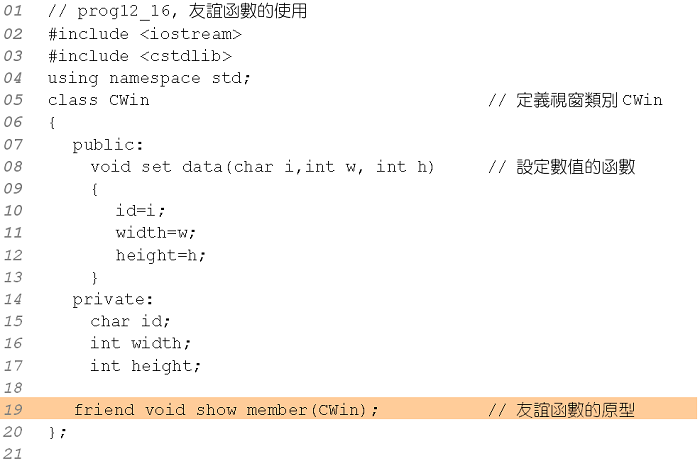 01 // prog12_16, 友誼函數的使用
02 #include <iostream>
03 #include <cstdlib>
04 using namespace std;
05 class CWin // 定義視窗類別 CWin
06 {
07 public:
08 void set data(char i,int w, int h) // 設定數值的函數
09 {
10 id=i;
11 width=w;
12 height=h;
13 }
14 private:
15 char id;
16 int width;
17 int height;
18
19 friend void show member(CWin); // 友誼函數的原型
20 };
21